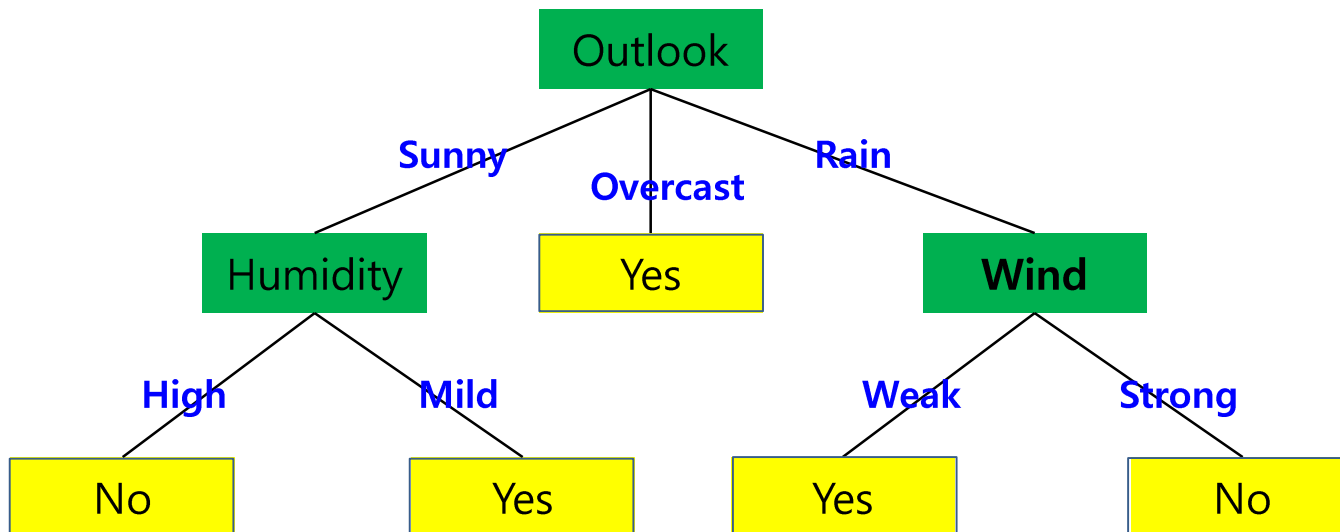 Outlook
Sunny
Overcast
Rain
Humidity
Yes
Wind
High
Mild
Weak
Strong
No
Yes
Yes
No